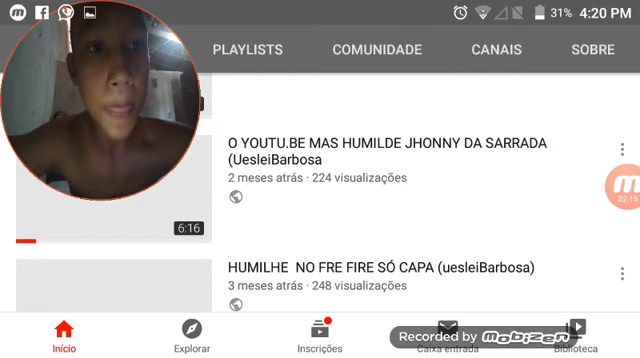 31% 4:20 PM
PLAYLISTS COMUNIDADE CANAIS SOBRE
O YOUTU.BE MAS HUMILDE JHONNY DA SARRADA
(UesleiBarbosa
2 meses atrás · 224 visualizações
6:16
02:15
HUMILHE NO FRE FIRE SÓ CAPA (uesleiBarbosa)
3 meses atrás · 248 visualizações
Início Explorar Inscrições Caixa entrada Biblioteca
Recorded by mobizen